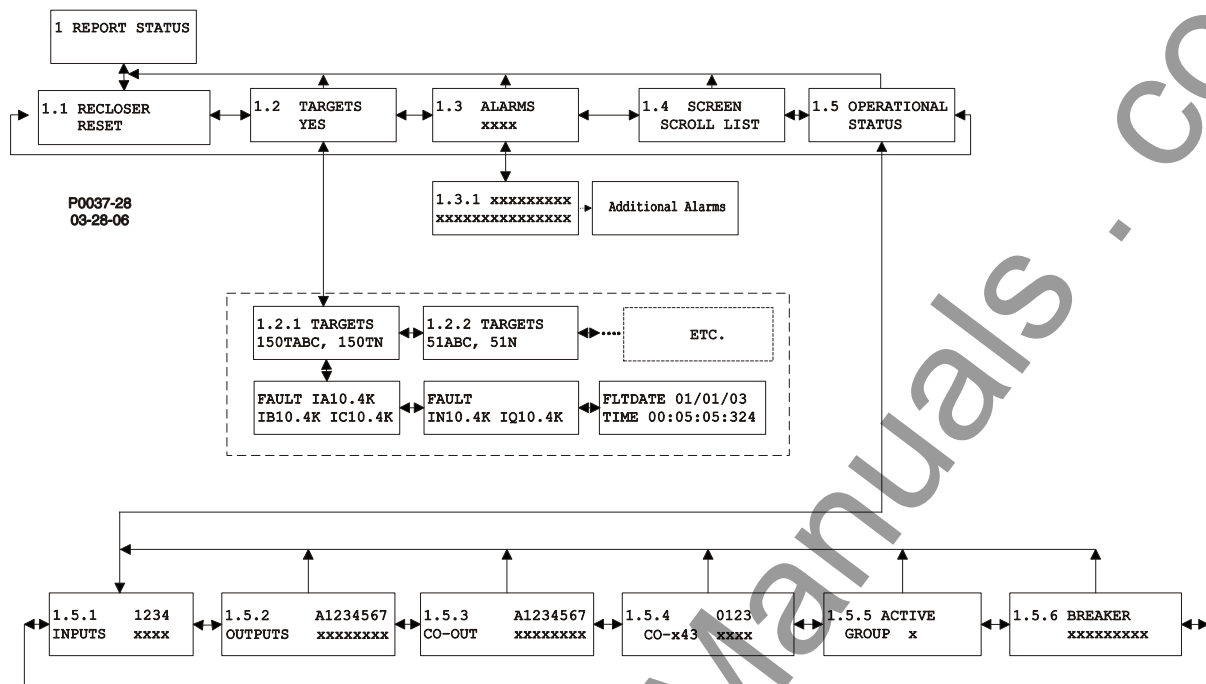 1 REPORT STATUS
1.1 RECLOSER
RESET
1.2 TARGETS
YES
1.3 ALARMS
xxxx
1.4 SCREEN
SCROLL LIST
1.5 OPERATIONAL
STATUS
P0037-28
03-28-06
1.3.1 xxxxxxxxx
xxxxxxxxxxxxxxx
Additional Alarms
1.2.1 TARGETS
150TABC, 150TN
1.2.2 TARGETS
51ABC, 51N
ETC.
FAULT IA10.4K
IB10.4K IC10.4K
FAULT
IN10.4K IQ10.4K
FLTDATE 01/01/03
TIME 00:05:05:324
1.5.1 1234
INPUTS xxxx
1.5.2 A1234567
OUTPUTS xxxxxxxx
1.5.3 A1234567
CO-OUT xxxxxxxx
1.5.4 0123
CO-x43 xxxx
1.5.5 ACTIVE
GROUP x
1.5.6 BREAKER
xxxxxxxxx
Manuals . co